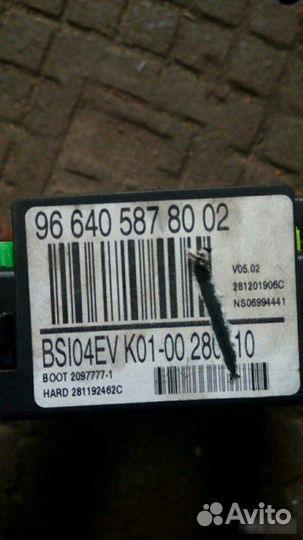 96 640 587 80 02
V05.02
281201906C
NS06994441
BSI04EV K01-00
BOOT 2097777-1
HARD 281192462C
Avito